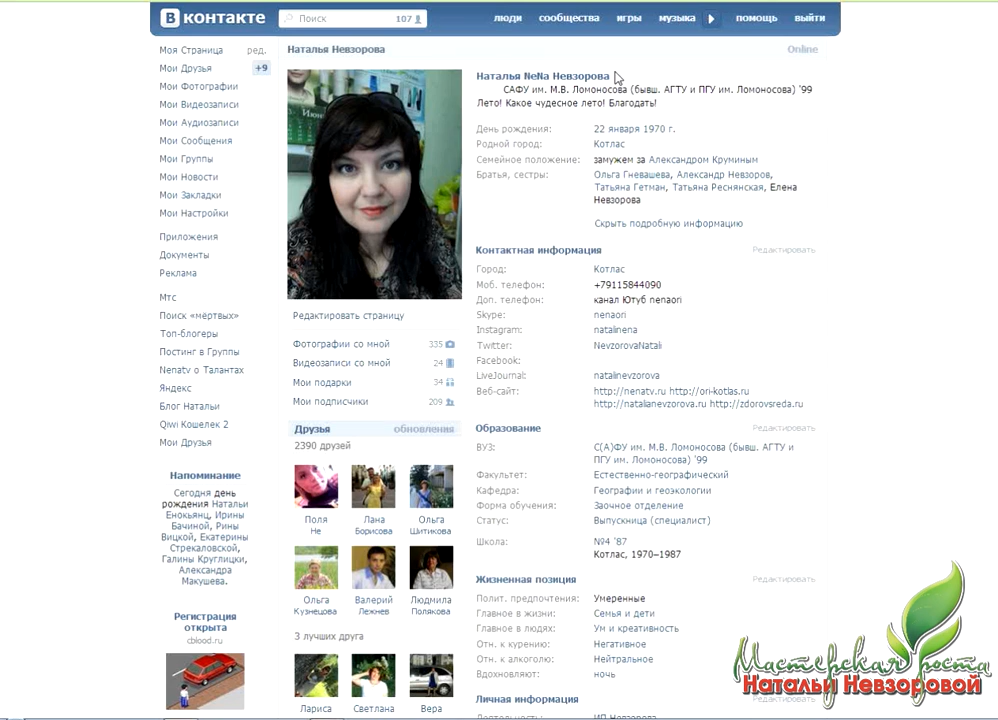 В контакте
Поиск
107
люди
сообщества
игры
музыка
помощь
выйти
Моя Страница
ред.
Мои Друзья
+9
Мои Фотографии
Мои Видеозаписи
Мои Аудиозаписи
Мои Сообщения
Мои Группы
Мои Новости
Мои Закладки
Мои Настройки
Приложения
Документы
Реклама
Мтс
Поиск «мёртвых»
Топ-блогеры
Постинг в Группы
Nenatv о Талантах
Яндекс
Блог Натальи
Qiwi Кошелек 2
Мои Друзья
Напоминание
Сегодня день
рождения Натальи
Енокьянц, Ирины
Бачиной, Рины
Вицкой, Екатерины
Стрекаловской,
Галины Круглицки,
Александра
Макушева.
Регистрация
открыта
cblood.ru
Наталья Невзорова
Online
Редактировать страницу
Фотографии со мной
335
Видеозаписи со мной
24
Мои подарки
34
Мои подписчики
209
Друзья
обновления
2390 друзей
Поля
Не
Лана
Борисова
Ольга
Шитикова
Ольга
Кузнецова
Валерий
Лежнев
Людмила
Полякова
3 лучших друга
Лариса
Светлана
Вера
Наталья NeNa Невзорова
САФУ им. М.В. Ломоносова (бывш. АГТУ и ПГУ им. Ломоносова) '99
Лето! Какое чудесное лето! Благодать!
День рождения: 22 января 1970 г.
Родной город: Котлас
Семейное положение: замужем за Александром Круминым
Братья, сестры: Ольга Гневашева, Александр Невзоров,
Татьяна Гетман, Татьяна Реснянская, Елена
Невзорова
Скрыть подробную информацию
Контактная информация
Редактировать
Город: Котлас
Моб. телефон: +79115844090
Доп. телефон: канал Ютуб nenaori
Skype: nenaori
Instagram: natalinena
Twitter: NevzorovaNatali
Facebook:
LiveJournal: natalinevzorova
Веб-сайт: http://nenatv.ru http://ori-kotlas.ru
http://natalianevzorova.ru http://zdorovsreda.ru
Образование
Редактировать
ВУЗ: С(А)ФУ им. М.В. Ломоносова (бывш. АГТУ и
ПГУ им. Ломоносова) '99
Факультет: Естественно-географический
Кафедра: Географии и геоэкологии
Форма обучения: Заочное отделение
Статус: Выпускница (специалист)
Школа: №4 '87
Котлас, 1970–1987
Жизненная позиция
Редактировать
Полит. предпочтения: Умеренные
Главное в жизни: Семья и дети
Главное в людях: Ум и креативность
Отн. к курению: Негативное
Отн. к алкоголю: Нейтральное
Вдохновляют: ночь
Личная информация
Редактировать
Деятельность: ИП Невзорова
Мастерская роста
Натальи Невзоровой